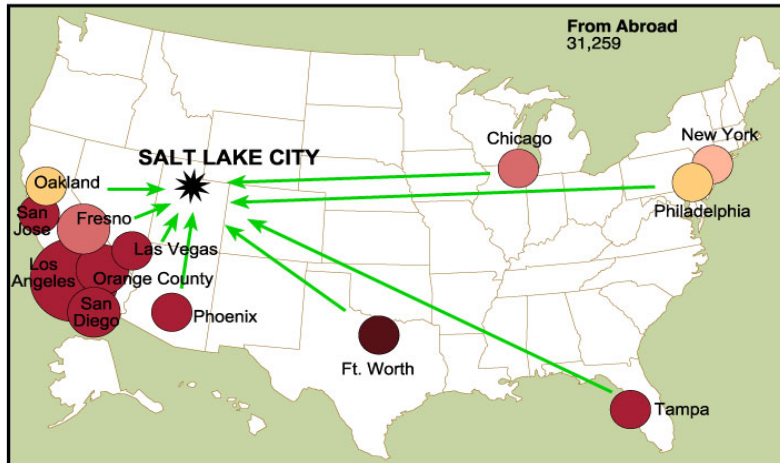 From Abroad
31,259
Chicago
New York
SALT LAKE CITY
Oakland
Philadelphia
San
Jose
Fresno
Las Vegas
Los
Angeles
Orange County
San
Diego
Phoenix
Ft. Worth
Tampa